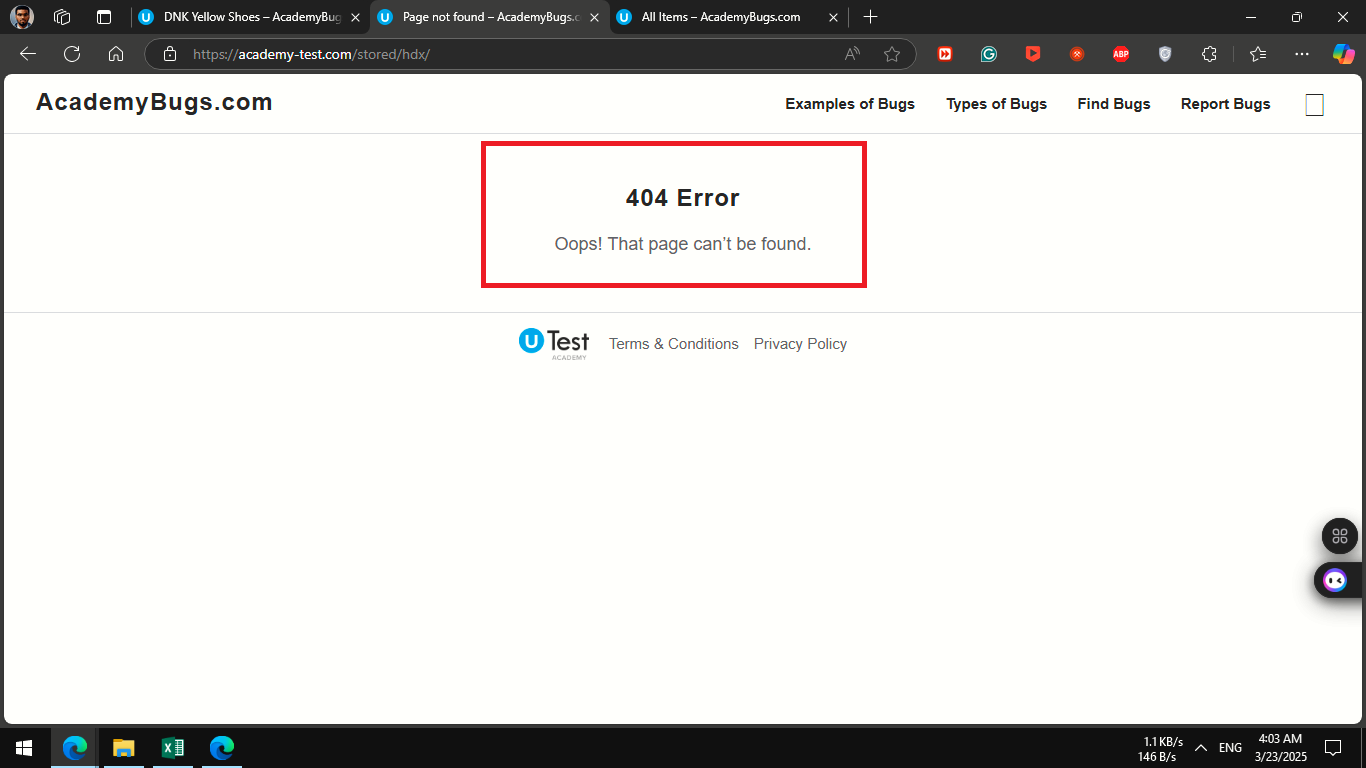 DNK Yellow Shoes – AcademyBug
Page not found – AcademyBugs.c
All Items – AcademyBugs.com
https://academy-test.com/stored/hdx/
ABP
AcademyBugs.com
Examples of Bugs
Types of Bugs
Find Bugs
Report Bugs
404 Error
Oops! That page can’t be found.
U Test
ACADEMY
Terms & Conditions
Privacy Policy
1.1 KB/s
146 B/s
ENG
4:03 AM
3/23/2025